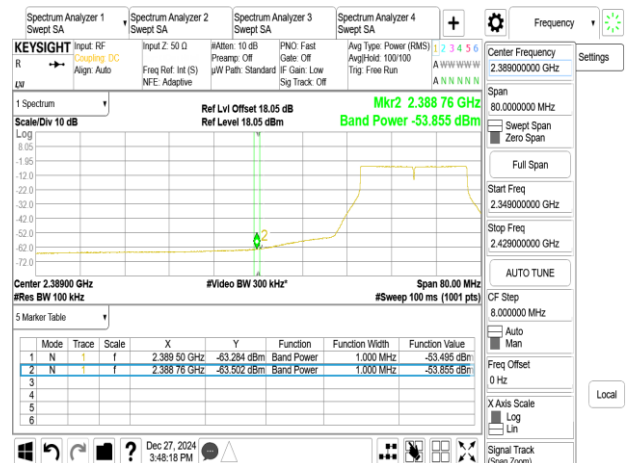 Spectrum Analyzer 1
Swept SA
Spectrum Analyzer 2
Swept SA
Spectrum Analyzer 3
Swept SA
Spectrum Analyzer 4
Swept SA
+
Frequency
KEYSIGHT
R
LXI
Input: RF
Coupling: DC
Align: Auto
Input Z: 50 Ω
Freq Ref: Int (S)
NFE: Adaptive
#Atten: 10 dB
Preamp: Off
µW Path: Standard
PNO: Fast
Gate: Off
IF Gain: Low
Sig Track: Off
Avg Type: Power (RMS)
Avg|Hold: 100/100
Trig: Free Run
1 2 3 4 5 6
A W W W W W
A N N N N N
Center Frequency
2.389000000 GHz
Settings
1 Spectrum
Scale/Div 10 dB
Ref Lvl Offset 18.05 dB
Ref Level 18.05 dBm
Mkr2 2.388 76 GHz
Band Power -53.855 dBm
Log
8.05
-1.95
-12.0
-22.0
-32.0
-42.0
-52.0
-62.0
-72.0
2
Center 2.38900 GHz
#Res BW 100 kHz
#Video BW 300 kHz*
Span 80.00 MHz
#Sweep 100 ms (1001 pts)
Span
80.0000000 MHz
Swept Span
Zero Span
Full Span
Start Freq
2.349000000 GHz
Stop Freq
2.429000000 GHz
AUTO TUNE
CF Step
8.000000 MHz
Auto
Man
Freq Offset
0 Hz
X Axis Scale
Log
Lin
Signal Track
(Span Zoom)
Local
5 Marker Table
Mode Trace Scale X Y Function Function Width Function Value
1 N 1 f 2.389 50 GHz -63.284 dBm Band Power 1.000 MHz -53.495 dBm
2 N 1 f 2.388 76 GHz -63.502 dBm Band Power 1.000 MHz -53.855 dBm
3
4
5
6
?
Dec 27, 2024
3:48:18 PM